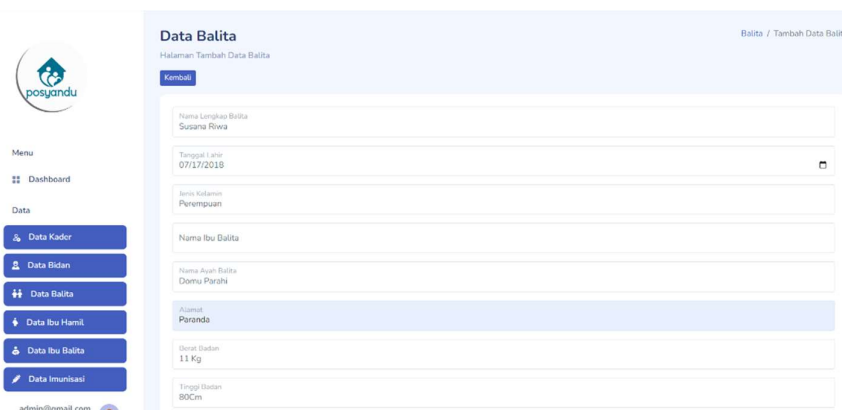 posyandu
Menu
Dashboard
Data
Data Kader
Data Bidan
Data Balita
Data Ibu Hamil
Data Ibu Balita
Data Imunisasi
admin@gmail.com
Data Balita
Balita / Tambah Data Balit
Halaman Tambah Data Balita
Kembali
Nama Lengkap Balita
Susana Riwa
Tanggal Lahir
07/17/2018
Jenis Kelamin
Perempuan
Nama Ibu Balita
Nama Ayah Balita
Domu Parahi
Alamat
Paranda
Berat Badan
11 Kg
Tinggi Badan
80Cm